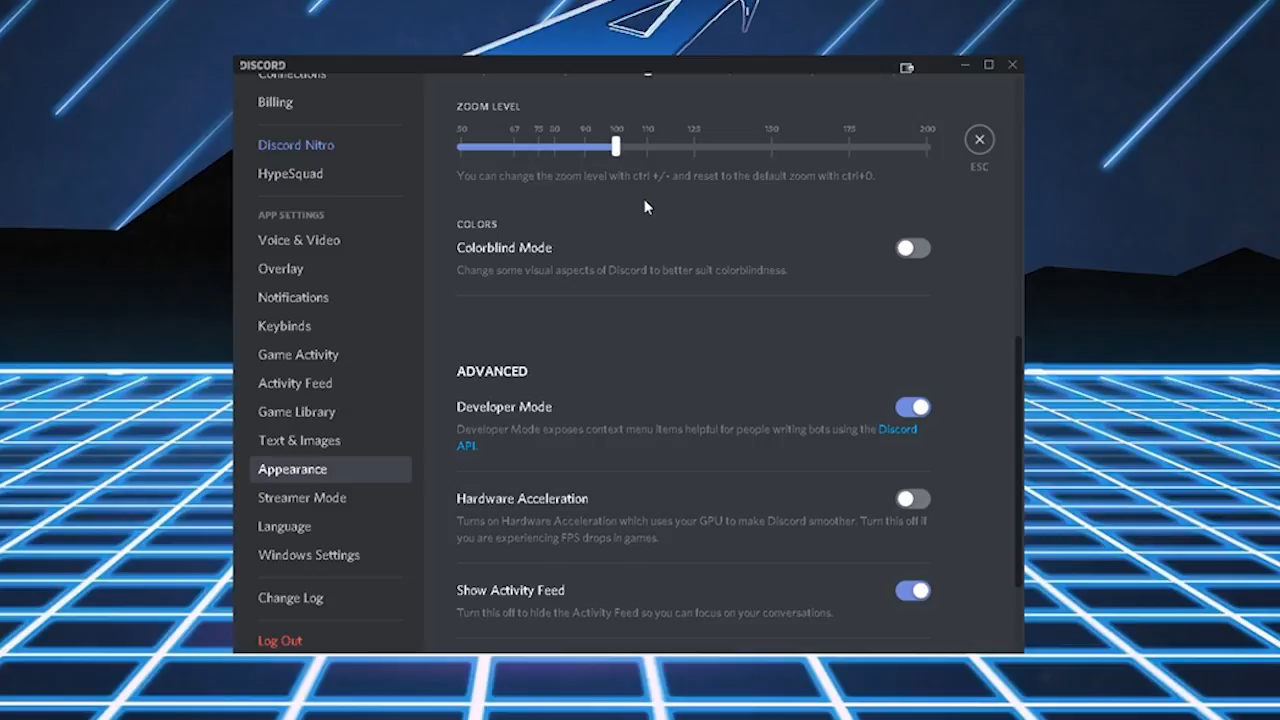 DISCORD
Connections
Billing
Discord Nitro
HypeSquad
APP SETTINGS
Voice & Video
Overlay
Notifications
Keybinds
Game Activity
Activity Feed
Game Library
Text & Images
Appearance
Streamer Mode
Language
Windows Settings
Change Log
Log Out
ZOOM LEVEL
50 67 75 80 90 100 110 125 150 175 200
You can change the zoom level with ctrl +/- and reset to the default zoom with ctrl+0.
ESC
COLORS
Colorblind Mode
Change some visual aspects of Discord to better suit colorblindness.
ADVANCED
Developer Mode
Developer Mode exposes context menu items helpful for people writing bots using the Discord
API.
Hardware Acceleration
Turns on Hardware Acceleration which uses your GPU to make Discord smoother. Turn this off if
you are experiencing FPS drops in games.
Show Activity Feed
Turn this off to hide the Activity Feed so you can focus on your conversations.